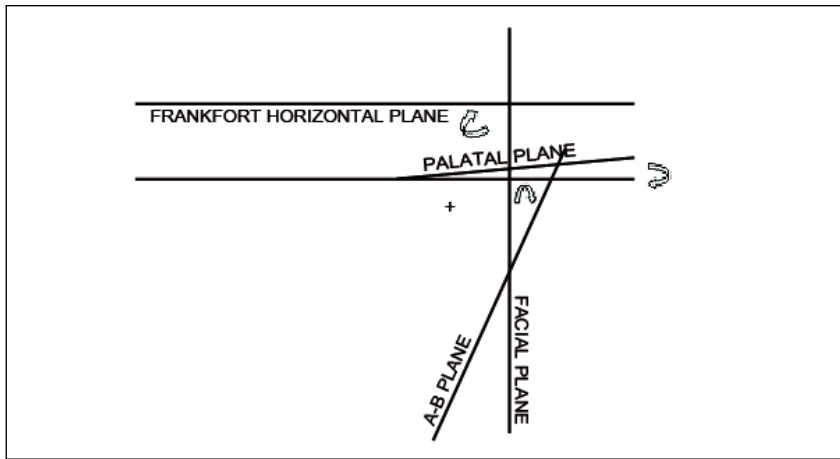 FRANKFORT HORIZONTAL PLANE
PALATAL PLANE
+
FACIAL PLANE
A-B PLANE